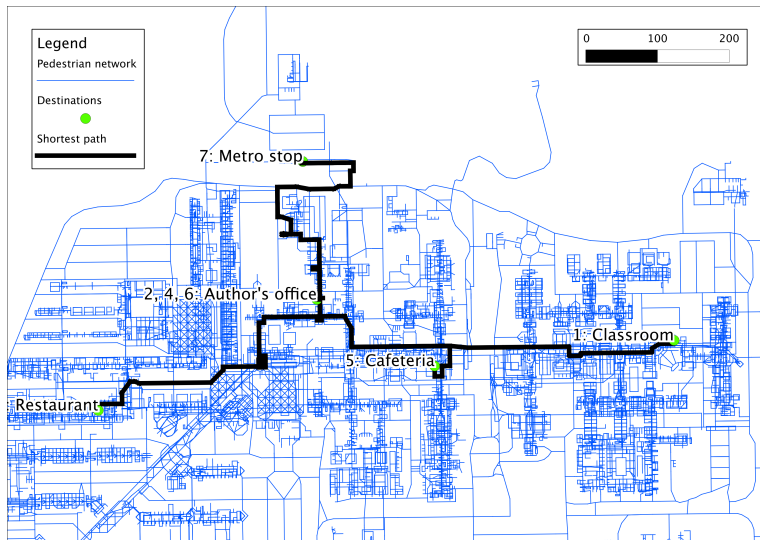 Legend
Pedestrian network
Destinations
Shortest path
0 100 200
7: Metro stop
2, 4, 6: Author's office
1: Classroom
5: Cafeteria
Restaurant